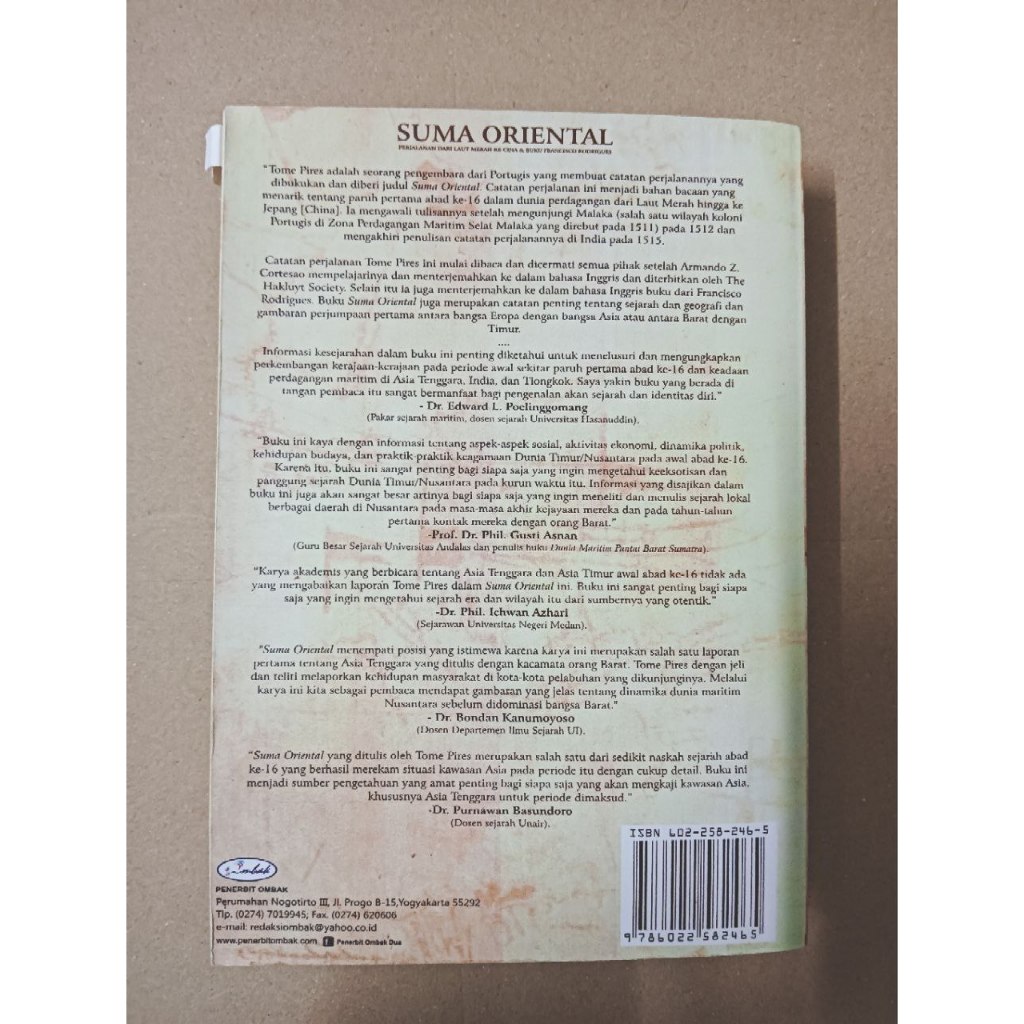 SUMA ORIENTAL
PERJALANAN DARI LAUT MERAH KE CINA & BUKU FRANCISCO RODRIGUES
"Tome Pires adalah seorang pengembara dari Portugis yang membuat catatan perjalanannya yang
dibukukan dan diberi judul Suma Oriental. Catatan perjalanan ini menjadi bahan bacaan yang
menarik tentang paruh pertama abad ke-16 dalam dunia perdagangan dari Laut Merah hingga ke
Jepang [China]. Ia mengawali tulisannya setelah mengunjungi Malaka (salah satu wilayah koloni
Portugis di Zona Perdagangan Maritim Selat Malaka yang direbut pada 1511) pada 1512 dan
mengakhiri penulisan catatan perjalanannya di India pada 1515.
Catatan perjalanan Tome Pires ini mulai dibaca dan dicermati semua pihak setelah Armando Z.
Cortesao mempelajarinya dan menterjemahkan ke dalam bahasa Inggris dan diterbitkan oleh The
Hakluyt Society. Selain itu ia juga menterjemahkan ke dalam bahasa Inggris buku dari Francisco
Rodrigues. Buku Suma Oriental juga merupakan catatan penting tentang sejarah dan geografi dan
gambaran perjumpaan pertama antara bangsa Eropa dengan bangsa Asia atau antara Barat dengan
Timur.
....
Informasi kesejarahan dalam buku ini penting diketahui untuk menelusuri dan mengungkapkan
perkembangan kerajaan-kerajaan pada periode awal sekitar paruh pertama abad ke-16 dan keadaan
perdagangan maritim di Asia Tenggara, India, dan Tiongkok. Saya yakin buku yang berada di
tangan pembaca itu sangat bermanfaat bagi pengenalan akan sejarah dan identitas diri."
- Dr. Edward L. Poelinggomang
(Pakar sejarah maritim, dosen sejarah Universitas Hasanuddin).
"Buku ini kaya dengan informasi tentang aspek-aspek sosial, aktivitas ekonomi, dinamika politik,
kehidupan budaya, dan praktik-praktik keagamaan Dunia Timur/Nusantara pada awal abad ke-16.
Karena itu, buku ini sangat penting bagi siapa saja yang ingin mengetahui keeksotisan dan
panggung sejarah Dunia Timur/Nusantara pada kurun waktu itu. Informasi yang disajikan dalam
buku ini juga akan sangat besar artinya bagi siapa saja yang ingin meneliti dan menulis sejarah lokal
berbagai daerah di Nusantara pada masa-masa akhir kejayaan mereka dan pada tahun-tahun
pertama kontak mereka dengan orang Barat."
-Prof. Dr. Phil. Gusti Asnan
(Guru Besar Sejarah Universitas Andalas dan penulis buku Dunia Maritim Pantai Barat Sumatra).
"Karya akademis yang berbicara tentang Asia Tenggara dan Asia Timur awal abad ke-16 tidak ada
yang mengabaikan laporan Tome Pires dalam Suma Oriental ini. Buku ini sangat penting bagi siapa
saja yang ingin mengetahui sejarah era dan wilayah itu dari sumbernya yang otentik."
-Dr. Phil. Ichwan Azhari
(Sejarawan Universitas Negeri Medan).
"Suma Oriental menempati posisi yang istimewa karena karya ini merupakan salah satu laporan
pertama tentang Asia Tenggara yang ditulis dengan kacamata orang Barat. Tome Pires dengan jeli
dan teliti melaporkan kehidupan masyarakat di kota-kota pelabuhan yang dikunjunginya. Melalui
karya ini kita sebagai pembaca mendapat gambaran yang jelas tentang dinamika dunia maritim
Nusantara sebelum didominasi bangsa Barat."
- Dr. Bondan Kanumoyoso
(Dosen Departemen Ilmu Sejarah UI).
"Suma Oriental yang ditulis oleh Tome Pires merupakan salah satu dari sedikit naskah sejarah abad
ke-16 yang berhasil merekam situasi kawasan Asia pada periode itu dengan cukup detail. Buku ini
menjadi sumber pengetahuan yang amat penting bagi siapa saja yang akan mengkaji kawasan Asia,
khususnya Asia Tenggara untuk periode dimaksud."
-Dr. Purnawan Basundoro
(Dosen sejarah Unair).
ISBN 602-258-246-5
9 786022 582465
Ombak
PENERBIT OMBAK
Perumahan Nogotirto III, Jl. Progo B-15,Yogyakarta 55292
Tlp. (0274) 7019945; Fax. (0274) 620606
e-mail: redaksiombak@yahoo.co.id
www.penerbitombak.com f Penerbit Ombak Dua